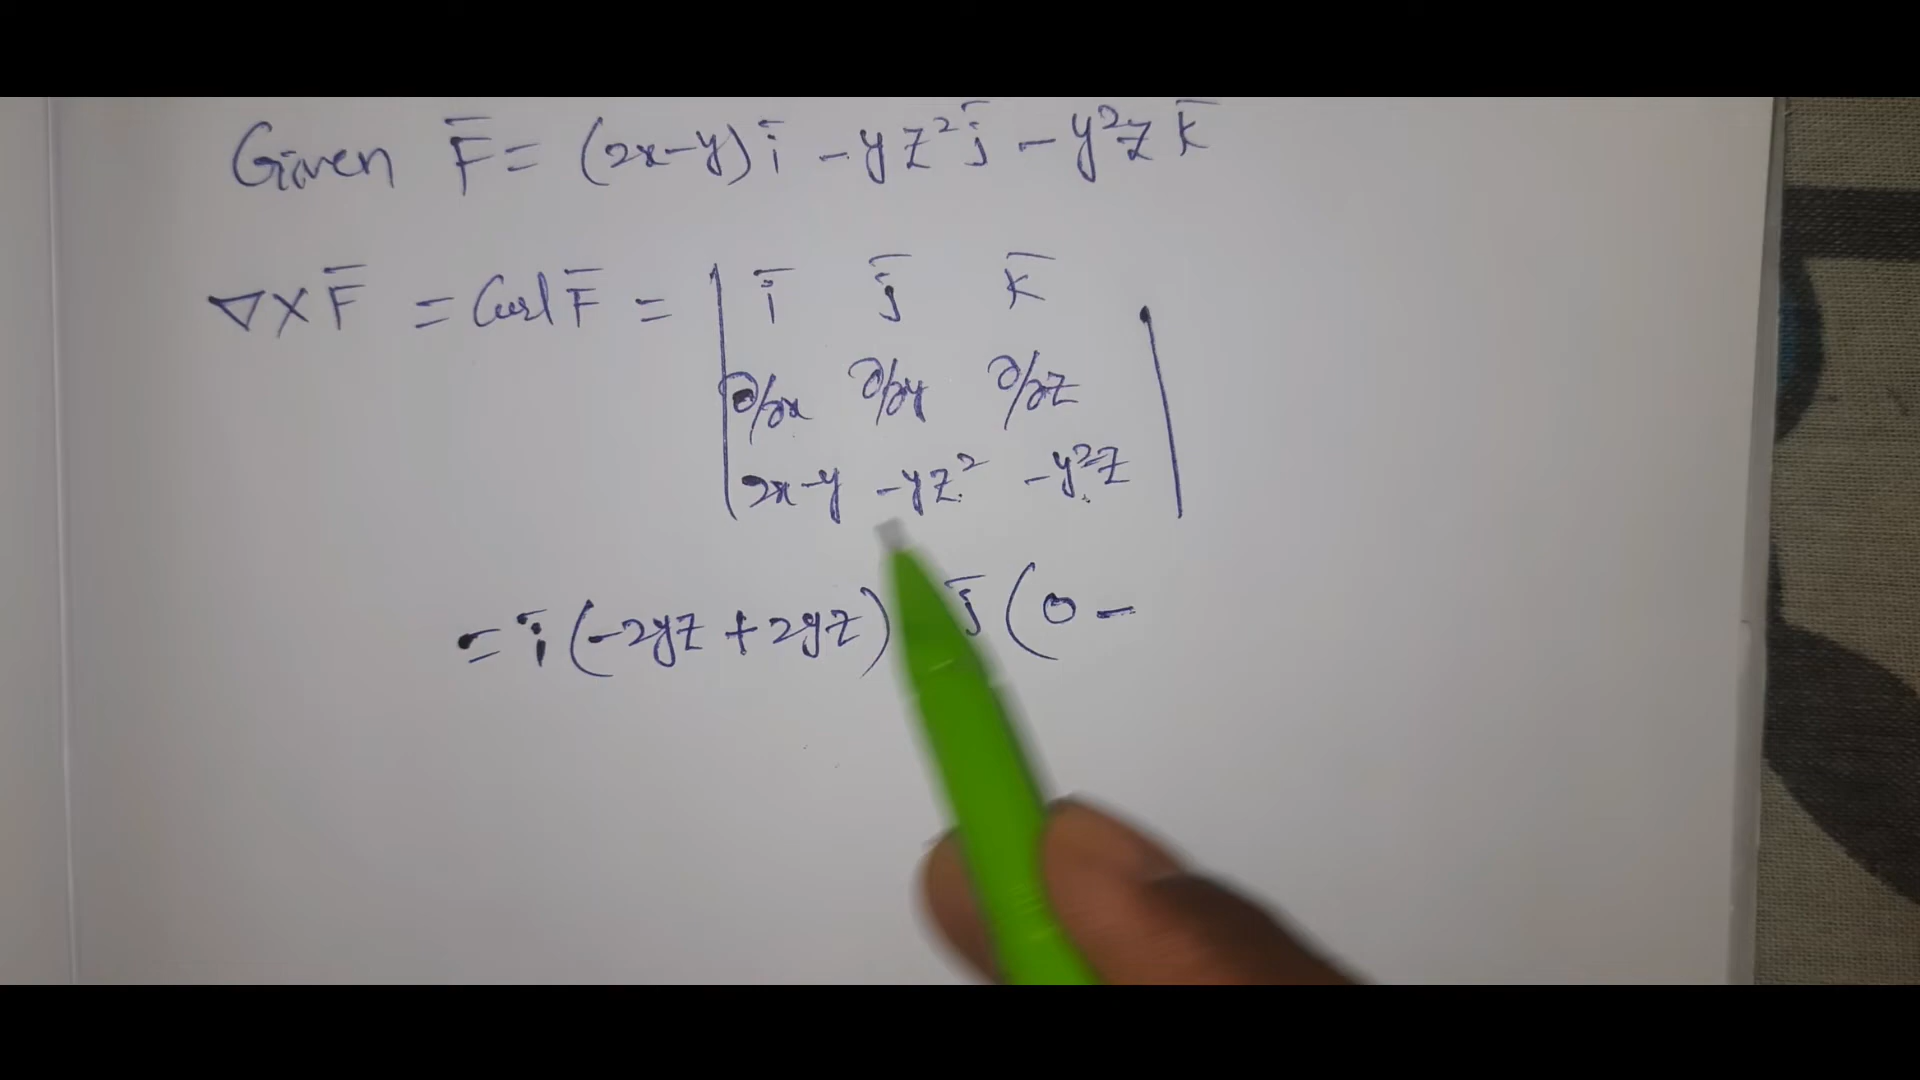 Given F̅ = (2x-y) i̅ - yz² j̅ - y²z k̅
∇×F̅ = Curl F̅ = | i̅ j̅ k̅ |
∂/∂x ∂/∂y ∂/∂z
2x-y -yz² -y²z
= i̅ (-2yz + 2yz) j̅ (0 -